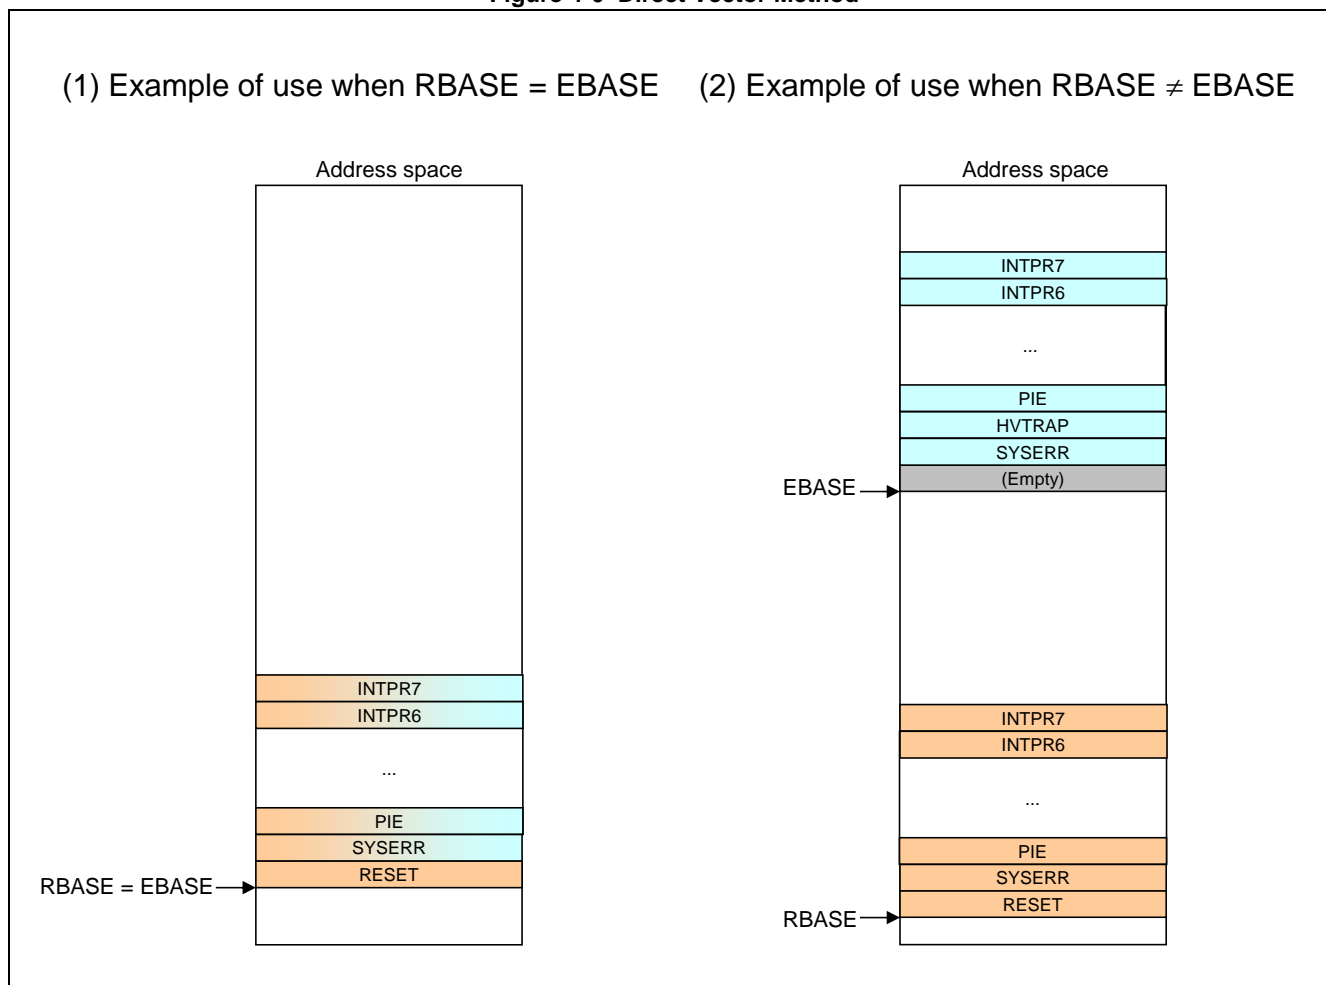 (1) Example of use when RBASE = EBASE
Address space
INTPR7
INTPR6
...
PIE
SYSERR
RESET
RBASE = EBASE
(2) Example of use when RBASE ≠ EBASE
Address space
INTPR7
INTPR6
...
PIE
HVTRAP
SYSERR
(Empty)
EBASE
INTPR7
INTPR6
...
PIE
SYSERR
RESET
RBASE